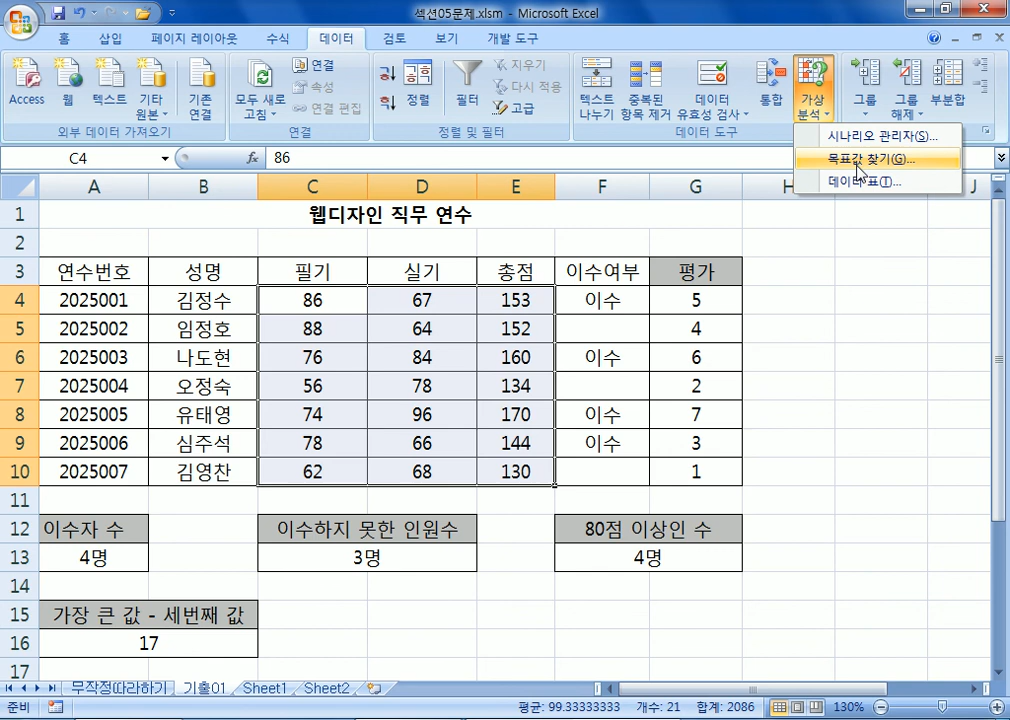 섹션05문제.xlsm - Microsoft Excel
홈 삽입 페이지 레이아웃 수식 데이터 검토 보기 개발 도구
Access 웹 텍스트 기타 원본 기존 연결 모두 새로 고침 연결 속성 연결 편집 정렬 필터 지우기 다시 적용 고급 텍스트 나누기 중복된 항목 제거 데이터 유효성 검사 통합 가상 분석 그룹 그룹 해제 부분합
외부 데이터 가져오기 연결 정렬 및 필터 데이터 도구
시나리오 관리자(S)...
목표값 찾기(G)...
데이터 표(T)...
C4 fx 86
A B C D E F G H J
1 웹디자인 직무 연수
2
3 연수번호 성명 필기 실기 총점 이수여부 평가
4 2025001 김정수 86 67 153 이수 5
5 2025002 임정호 88 64 152 4
6 2025003 나도현 76 84 160 이수 6
7 2025004 오정숙 56 78 134 2
8 2025005 유태영 74 96 170 이수 7
9 2025006 심주석 78 66 144 이수 3
10 2025007 김영찬 62 68 130 1
11
12 이수자 수 이수하지 못한 인원수 80점 이상인 수
13 4명 3명 4명
14
15 가장 큰 값 - 세번째 값
16 17
17
무작정따라하기 기출01 Sheet1 Sheet2
준비 평균: 99.33333333 개수: 21 합계: 2086 130%